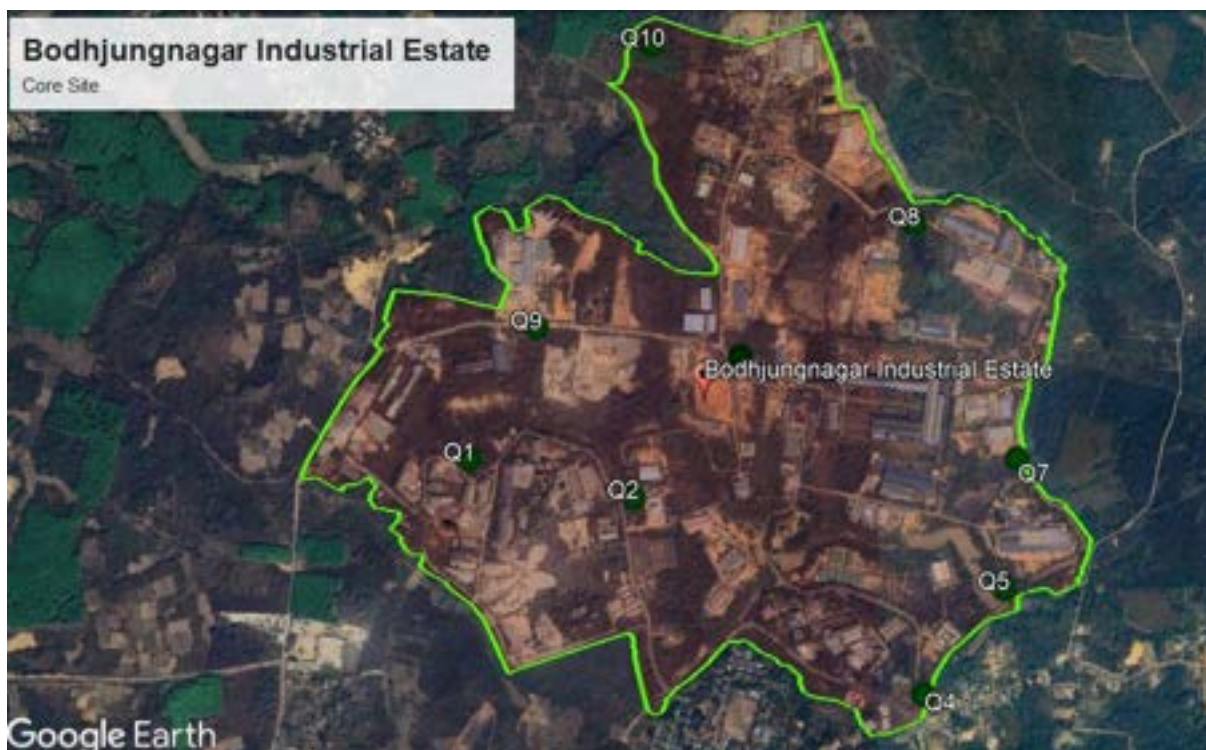 Bodhjungnagar Industrial Estate
Core Site
Q10
Q8
Q9
Bodhjungnagar Industrial Estate
Q1
Q7
Q2
Q5
Q4
Google Earth